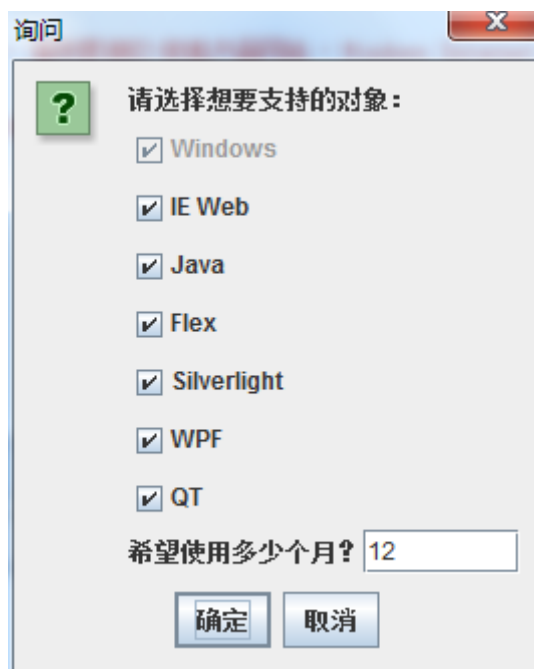 询问
请选择想要支持的对象：
Windows
IE Web
Java
Flex
Silverlight
WPF
QT
希望使用多少个月？ 12
确定 取消